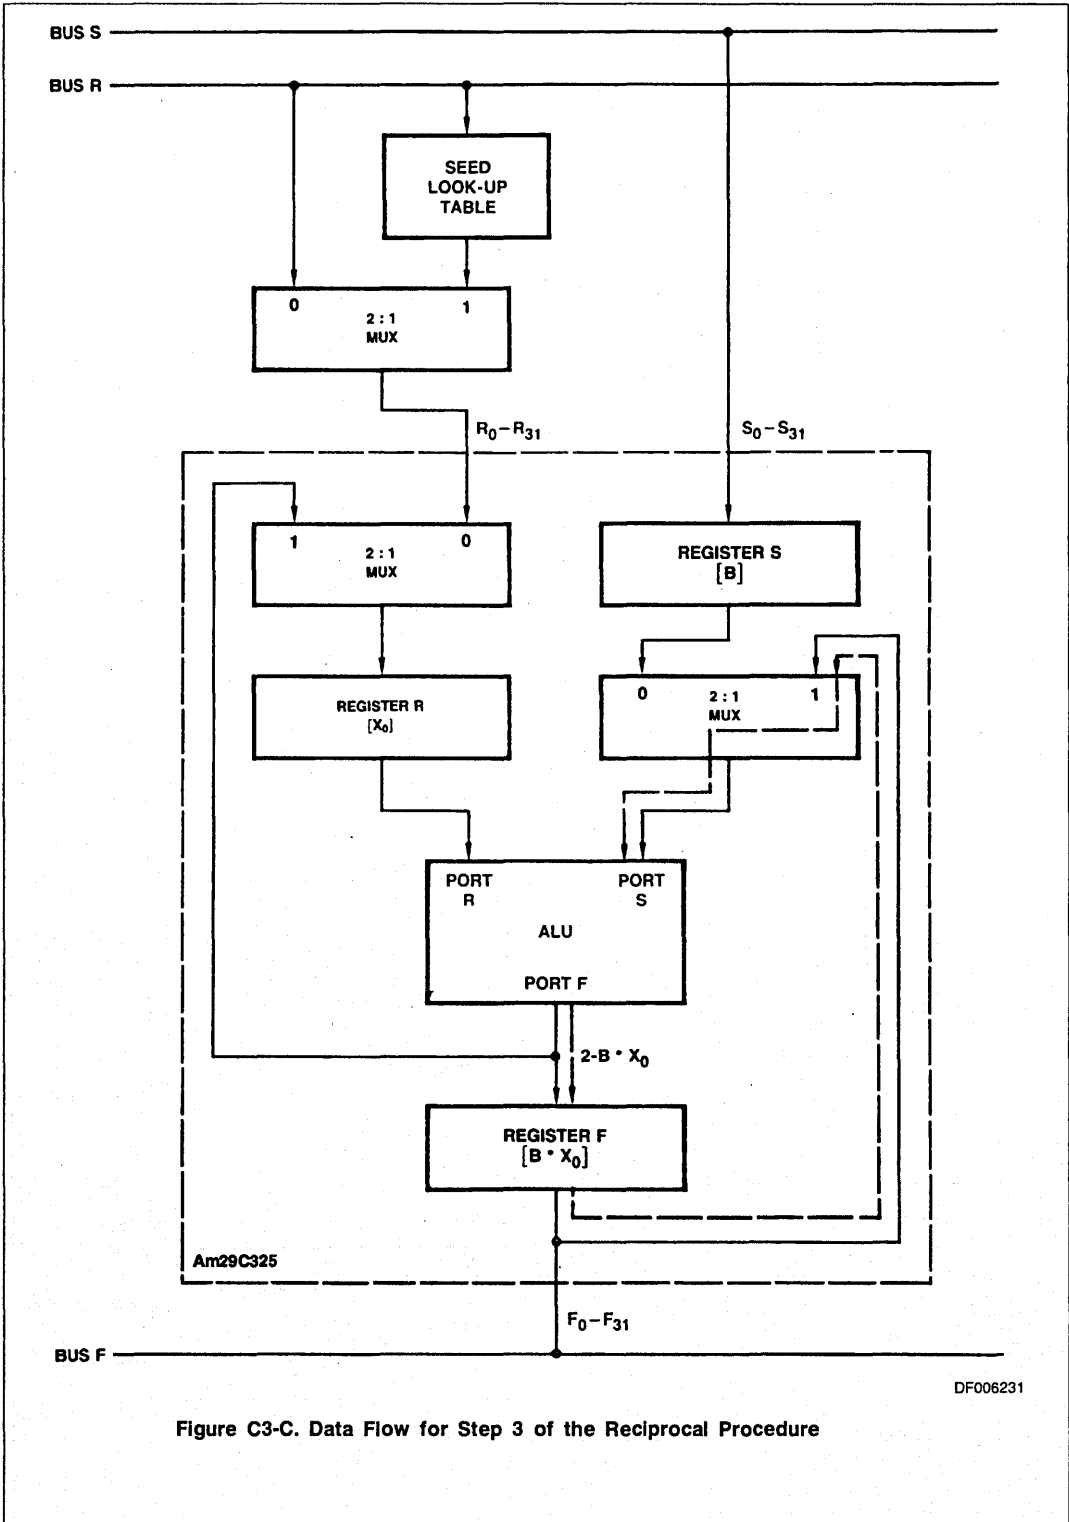 BUS S
BUS R
SEED
LOOK-UP
TABLE
0 1
2 : 1
MUX
R0–R31 S0–S31
1 0
2 : 1
MUX
REGISTER S
[B]
REGISTER R
[X0]
0 1
2 : 1
MUX
PORT
R
PORT
S
ALU
PORT F
2-B * X0
REGISTER F
[B * X0]
Am29C325
F0–F31
BUS F
DF006231
Figure C3-C. Data Flow for Step 3 of the Reciprocal Procedure